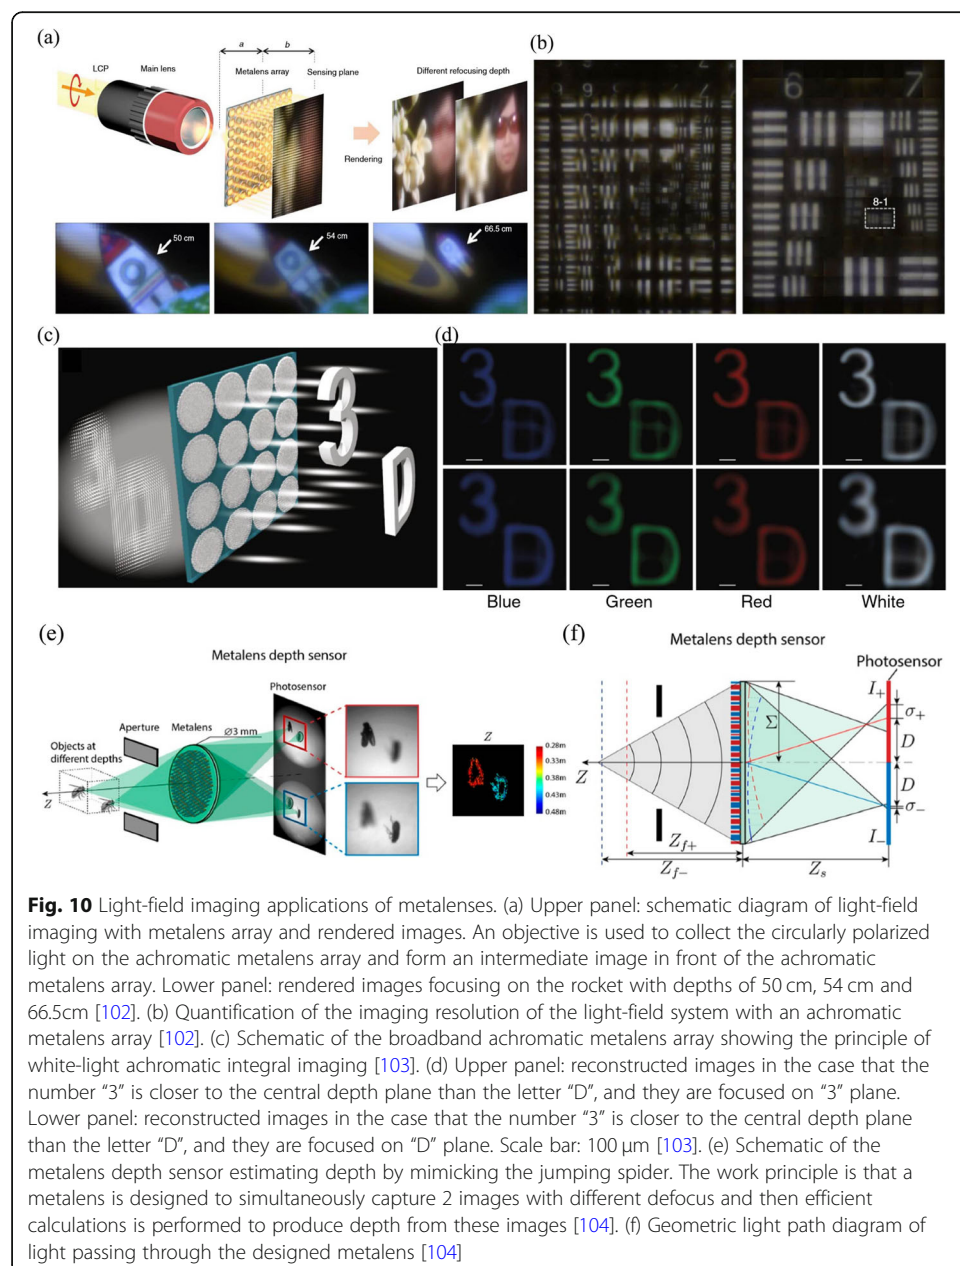 (a)
a
b
LCP
Main lens
Metalens array
Sensing plane
Different refocusing depth
Rendering
50 cm
54 cm
66.5 cm
(b)
6
7
6
7
8-1
(c)
3
D
(d)
3
D
3
D
3
D
3
D
3
D
3
D
3
D
3
D
Blue
Green
Red
White
(e)
Metalens depth sensor
Photosensor
Aperture
Metalens
Ø3 mm
Objects at
different depths
Z
Z
0.28m
0.33m
0.38m
0.43m
0.48m
(f)
Metalens depth sensor
Photosensor
I+
σ+
Σ
D
Z
D
σ−
I−
Zf+
Zf−
Zs
Fig. 10 Light-field imaging applications of metalenses. (a) Upper panel: schematic diagram of light-field
imaging with metalens array and rendered images. An objective is used to collect the circularly polarized
light on the achromatic metalens array and form an intermediate image in front of the achromatic
metalens array. Lower panel: rendered images focusing on the rocket with depths of 50 cm, 54 cm and
66.5cm [102]. (b) Quantification of the imaging resolution of the light-field system with an achromatic
metalens array [102]. (c) Schematic of the broadband achromatic metalens array showing the principle of
white-light achromatic integral imaging [103]. (d) Upper panel: reconstructed images in the case that the
number “3” is closer to the central depth plane than the letter “D”, and they are focused on “3” plane.
Lower panel: reconstructed images in the case that the number “3” is closer to the central depth plane
than the letter “D”, and they are focused on “D” plane. Scale bar: 100 μm [103]. (e) Schematic of the
metalens depth sensor estimating depth by mimicking the jumping spider. The work principle is that a
metalens is designed to simultaneously capture 2 images with different defocus and then efficient
calculations is performed to produce depth from these images [104]. (f) Geometric light path diagram of
light passing through the designed metalens [104]